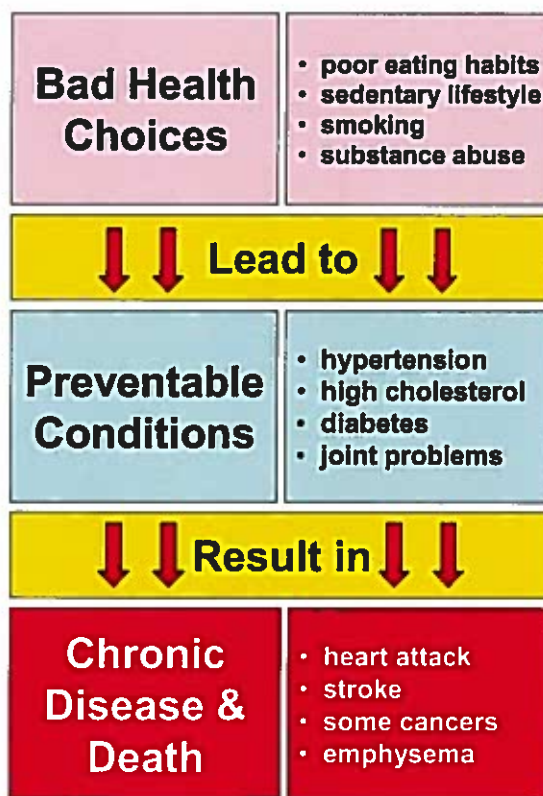 Bad Health
Choices
• poor eating habits
• sedentary lifestyle
• smoking
• substance abuse
Lead to
Preventable
Conditions
• hypertension
• high cholesterol
• diabetes
• joint problems
Result in
Chronic
Disease &
Death
• heart attack
• stroke
• some cancers
• emphysema